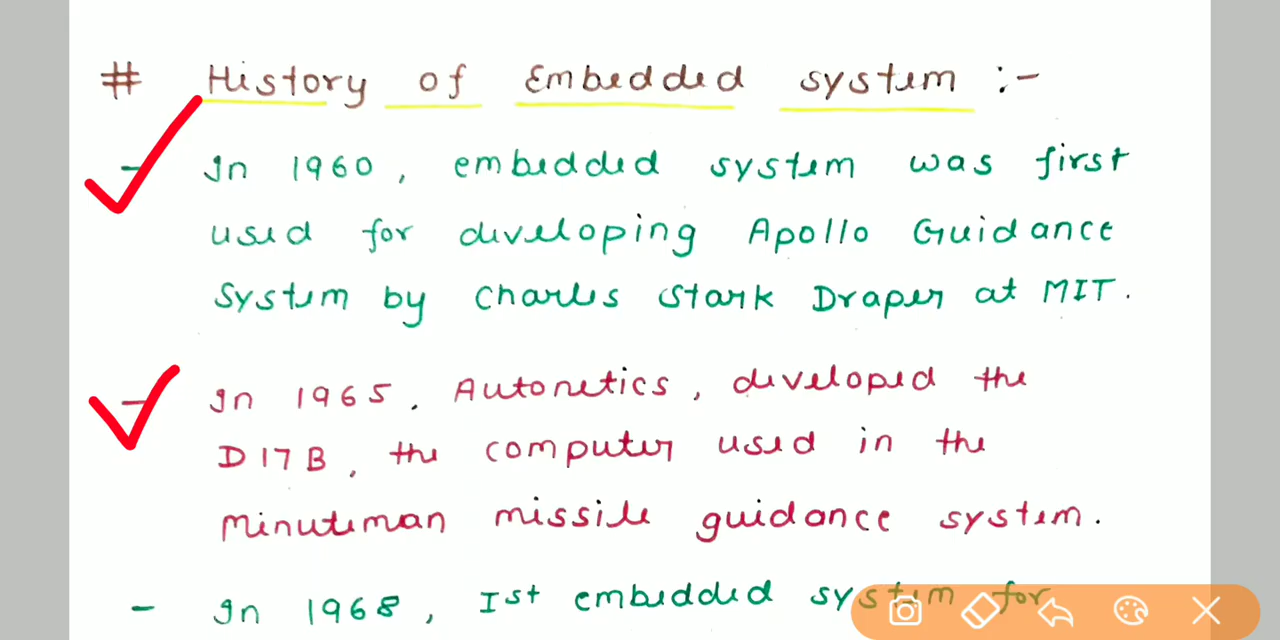 # History of Embedded system :-
- In 1960, embedded system was first
used for developing Apollo Guidance
System by Charles Stark Draper at MIT.
- In 1965. Autonetics, developed the
D17B, the computer used in the
Minuteman missile guidance system.
- In 1968, Ist embedded system for